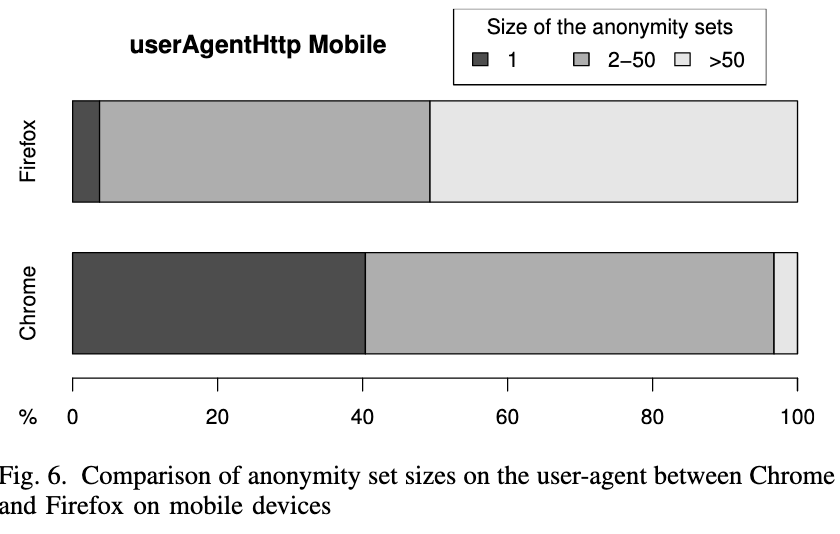 userAgentHttp Mobile
Size of the anonymity sets
1 2−50 >50
Firefox
Chrome
% 0 20 40 60 80 100
Fig. 6. Comparison of anonymity set sizes on the user-agent between Chrome
and Firefox on mobile devices